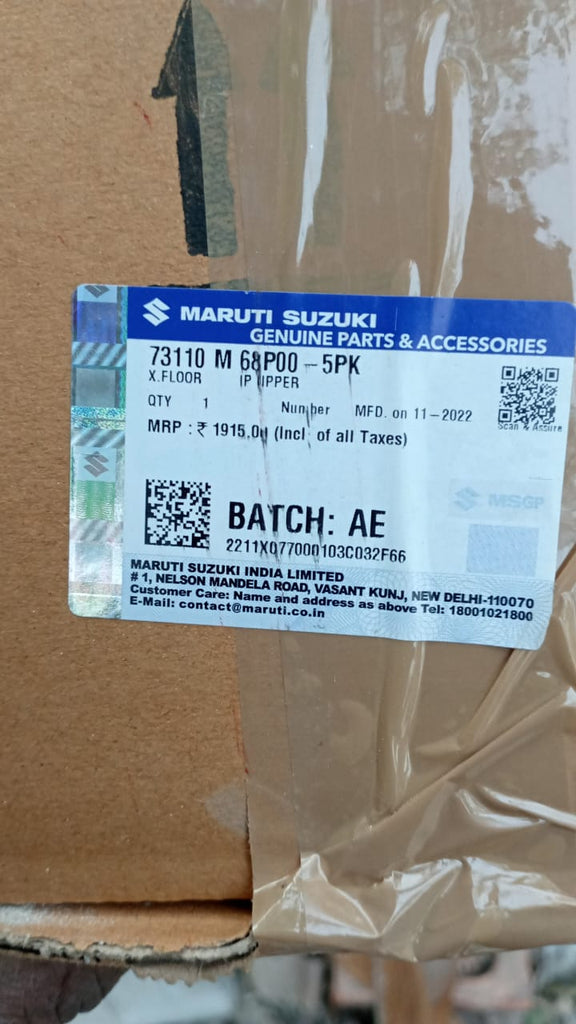 MARUTI SUZUKI
GENUINE PARTS & ACCESSORIES
73110 M 68P00-5PK
X.FLOOR IP UPPER
QTY 1 Number MFD. on 11-2022
MRP : ₹ 1915.00 (Incl. of all Taxes)
Scan & Assure
MSGP
BATCH: AE
2211X077000103C032F66
MARUTI SUZUKI INDIA LIMITED
# 1, NELSON MANDELA ROAD, VASANT KUNJ, NEW DELHI-110070
Customer Care: Name and address as above Tel: 18001021800
E-Mail: contact@maruti.co.in